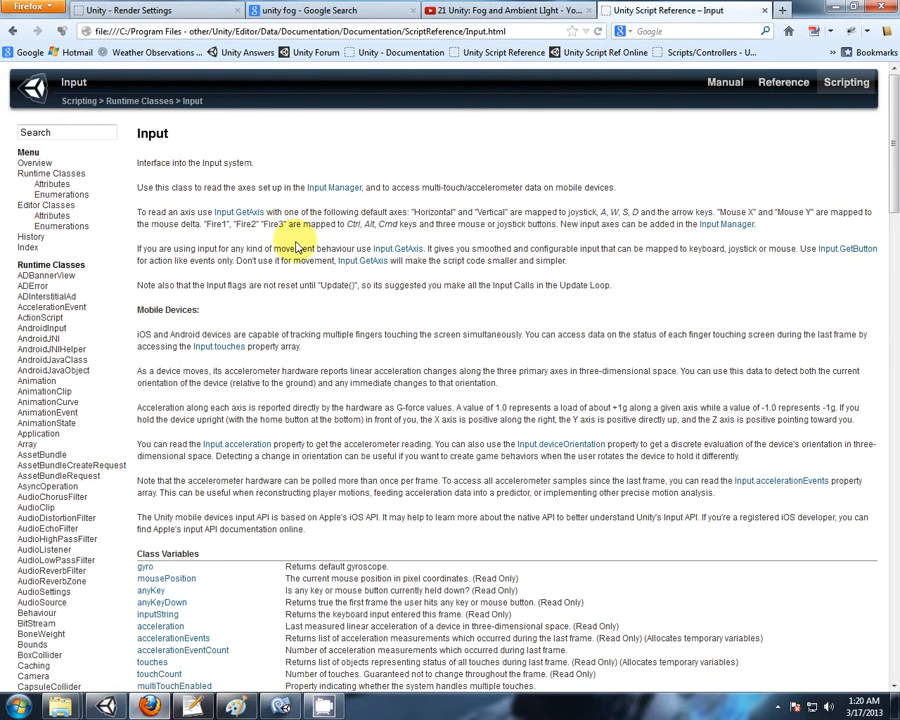 Firefox
Unity - Render Settings
unity fog - Google Search
21 Unity: Fog and Ambient LIght - Yo...
Unity Script Reference – Input
file:///C:/Program Files - other/Unity/Editor/Data/Documentation/Documentation/ScriptReference/Input.html
Google
Google
Hotmail
Weather Observations ...
Unity Answers
Unity Forum
Unity - Documentation
Unity Script Reference
Unity Script Ref Online
Scripts/Controllers - U...
Bookmarks
Input
Manual
Reference
Scripting
Scripting > Runtime Classes > Input
Search
Menu
Overview
Runtime Classes
Attributes
Enumerations
Editor Classes
Attributes
Enumerations
History
Index
Runtime Classes
ADBannerView
ADError
ADInterstitialAd
AccelerationEvent
ActionScript
AndroidInput
AndroidJNI
AndroidJNIHelper
AndroidJavaClass
AndroidJavaObject
Animation
AnimationClip
AnimationCurve
AnimationEvent
AnimationState
Application
Array
AssetBundle
AssetBundleCreateRequest
AssetBundleRequest
AsyncOperation
AudioChorusFilter
AudioClip
AudioDistortionFilter
AudioEchoFilter
AudioHighPassFilter
AudioListener
AudioLowPassFilter
AudioReverbFilter
AudioReverbZone
AudioSettings
AudioSource
Behaviour
BitStream
BoneWeight
Bounds
BoxCollider
Caching
Camera
CapsuleCollider
Input
Interface into the Input system.
Use this class to read the axes set up in the Input Manager, and to access multi-touch/accelerometer data on mobile devices.
To read an axis use Input.GetAxis with one of the following default axes: "Horizontal" and "Vertical" are mapped to joystick, A, W, S, D and the arrow keys. "Mouse X" and "Mouse Y" are mapped to
the mouse delta. "Fire1", "Fire2" "Fire3" are mapped to Ctrl, Alt, Cmd keys and three mouse or joystick buttons. New input axes can be added in the Input Manager.
If you are using input for any kind of movement behaviour use Input.GetAxis. It gives you smoothed and configurable input that can be mapped to keyboard, joystick or mouse. Use Input.GetButton
for action like events only. Don't use it for movement, Input.GetAxis will make the script code smaller and simpler.
Note also that the Input flags are not reset until "Update()", so its suggested you make all the Input Calls in the Update Loop.
Mobile Devices:
iOS and Android devices are capable of tracking multiple fingers touching the screen simultaneously. You can access data on the status of each finger touching screen during the last frame by
accessing the Input.touches property array.
As a device moves, its accelerometer hardware reports linear acceleration changes along the three primary axes in three-dimensional space. You can use this data to detect both the current
orientation of the device (relative to the ground) and any immediate changes to that orientation.
Acceleration along each axis is reported directly by the hardware as G-force values. A value of 1.0 represents a load of about +1g along a given axis while a value of -1.0 represents -1g. If you
hold the device upright (with the home button at the bottom) in front of you, the X axis is positive along the right, the Y axis is positive directly up, and the Z axis is positive pointing toward you.
You can read the Input.acceleration property to get the accelerometer reading. You can also use the Input.deviceOrientation property to get a discrete evaluation of the device's orientation in three-
dimensional space. Detecting a change in orientation can be useful if you want to create game behaviors when the user rotates the device to hold it differently.
Note that the accelerometer hardware can be polled more than once per frame. To access all accelerometer samples since the last frame, you can read the Input.accelerationEvents property
array. This can be useful when reconstructing player motions, feeding acceleration data into a predictor, or implementing other precise motion analysis.
The Unity mobile devices input API is based on Apple's iOS API. It may help to learn more about the native API to better understand Unity's Input API. If you're a registered iOS developer, you can
find Apple's input API documentation online.
Class Variables
gyro Returns default gyroscope.
mousePosition The current mouse position in pixel coordinates. (Read Only)
anyKey Is any key or mouse button currently held down? (Read Only)
anyKeyDown Returns true the first frame the user hits any key or mouse button. (Read Only)
inputString Returns the keyboard input entered this frame. (Read Only)
acceleration Last measured linear acceleration of a device in three-dimensional space. (Read Only)
accelerationEvents Returns list of acceleration measurements which occurred during the last frame. (Read Only) (Allocates temporary variables)
accelerationEventCount Number of acceleration measurements which occurred during last frame.
touches Returns list of objects representing status of all touches during last frame. (Read Only) (Allocates temporary variables)
touchCount Number of touches. Guaranteed not to change throughout the frame. (Read Only)
multiTouchEnabled Property indicating whether the system handles multiple touches.
1:20 AM
3/17/2013